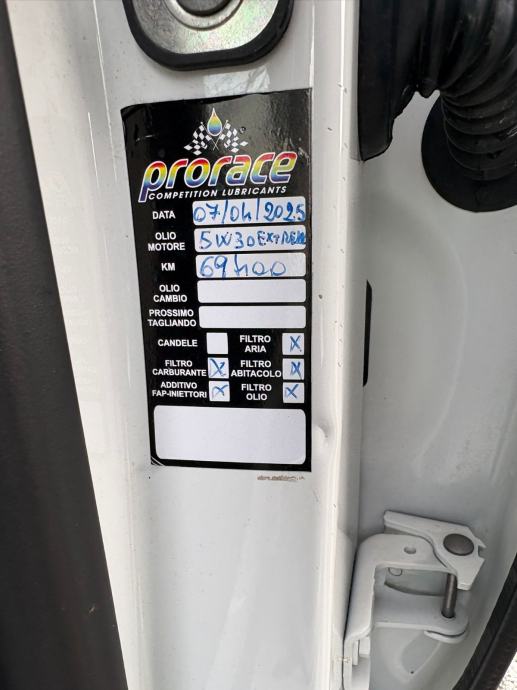 prorace
COMPETITION LUBRICANTS
DATA 07/04/2025
OLIO MOTORE 5W30 EXTREM
KM 69400
OLIO CAMBIO
PROSSIMO TAGLIANDO
CANDELE FILTRO ARIA X
FILTRO CARBURANTE X FILTRO ABITACOLO X
ADDITIVO FAP-INIETTORI X FILTRO OLIO X